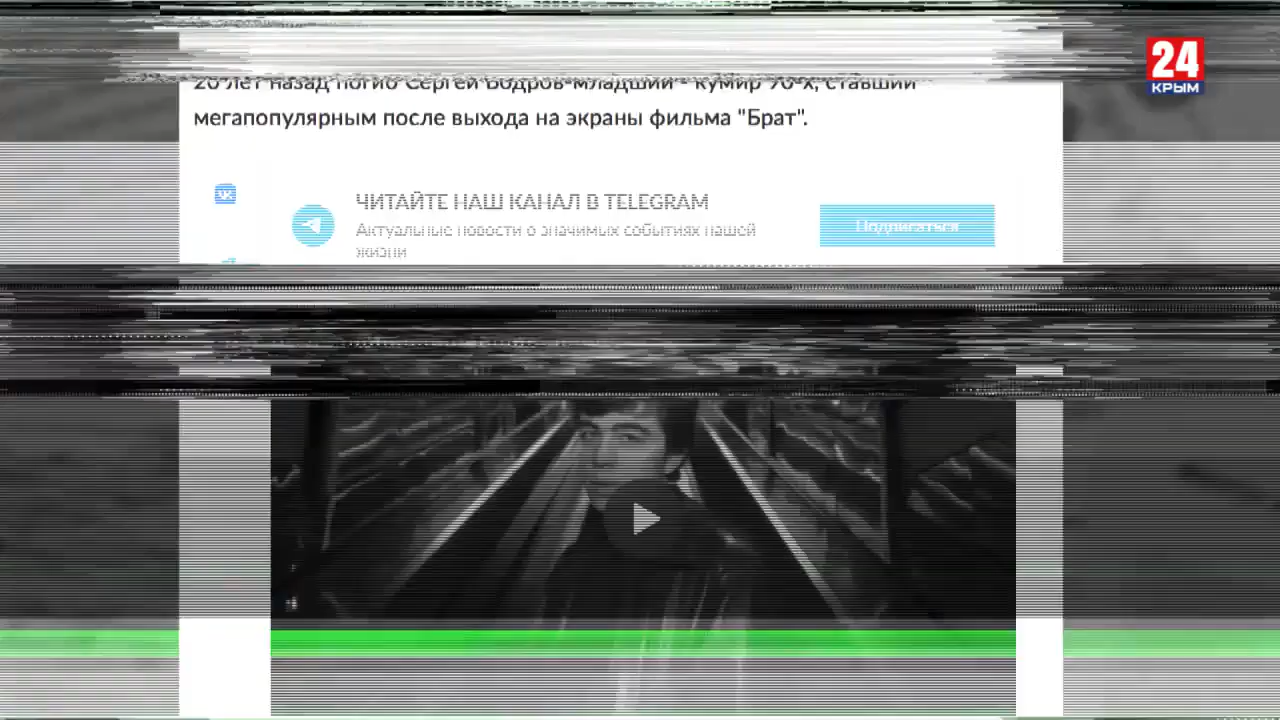 24
КРЫМ
20 лет назад погиб Сергей Бодров-младший - кумир 90-х, ставший
мегапопулярным после выхода на экраны фильма "Брат".
ЧИТАЙТЕ НАШ КАНАЛ В TELEGRAM
Актуальные новости о значимых событиях нашей
жизни
Подписаться